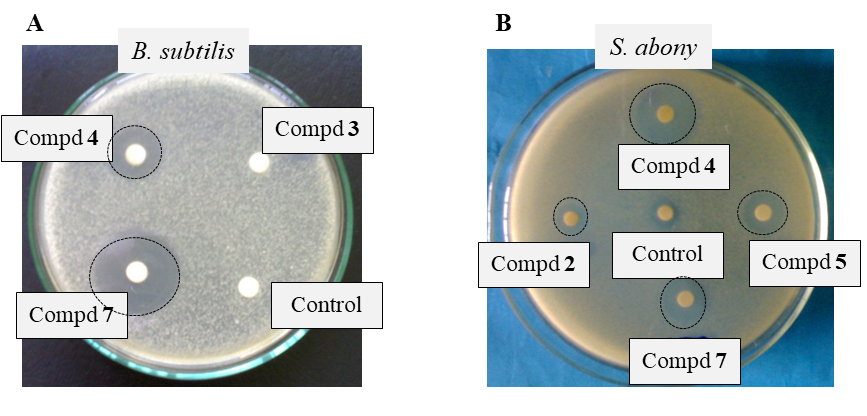 A
B. subtilis
Compd 4
Compd 3
Compd 7
Control
B
S. abony
Compd 4
Compd 2
Control
Compd 5
Compd 7